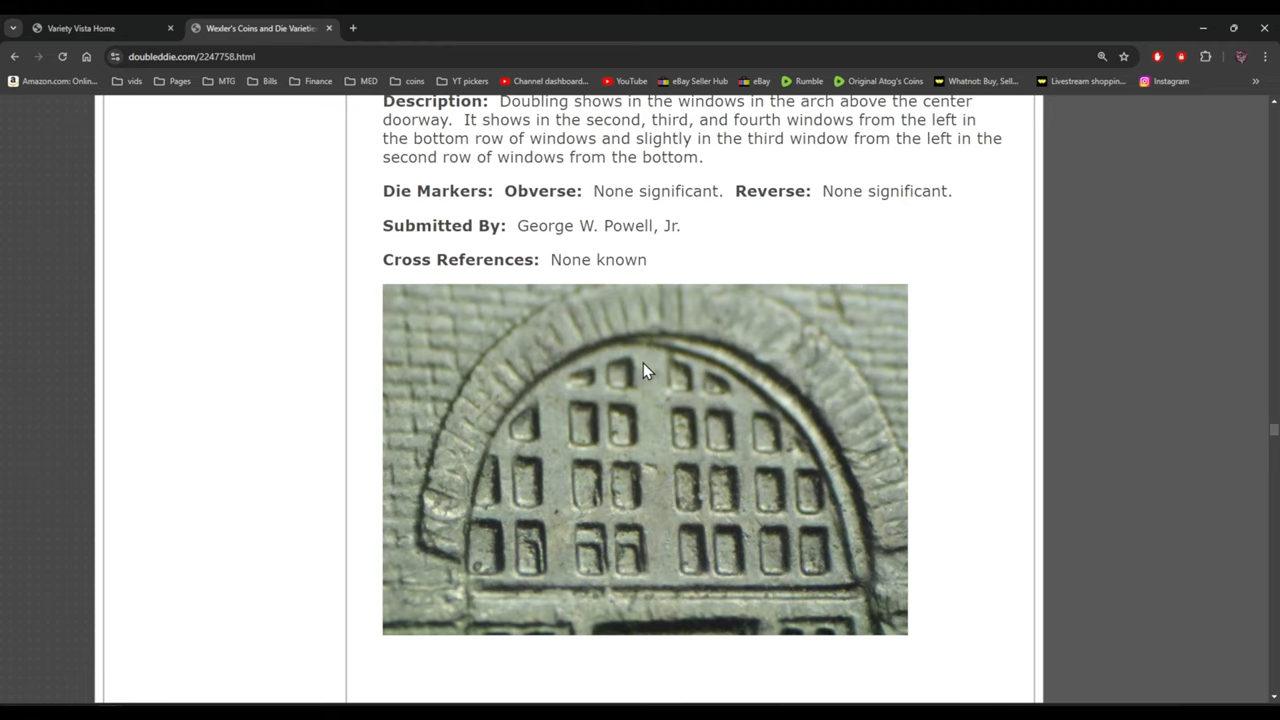 Variety Vista Home
Wexler's Coins and Die Varietie
doubleddie.com/2247758.html
Amazon.com: Onlin...
vids
Pages
MTG
Bills
Finance
MED
coins
YT pickers
Channel dashboard...
YouTube
eBay Seller Hub
eBay
Rumble
Original Atog's Coins
Whatnot: Buy, Sell,...
Livestream shoppin...
Instagram
Description: Doubling shows in the windows in the arch above the center
doorway. It shows in the second, third, and fourth windows from the left in
the bottom row of windows and slightly in the third window from the left in the
second row of windows from the bottom.
Die Markers: Obverse: None significant. Reverse: None significant.
Submitted By: George W. Powell, Jr.
Cross References: None known